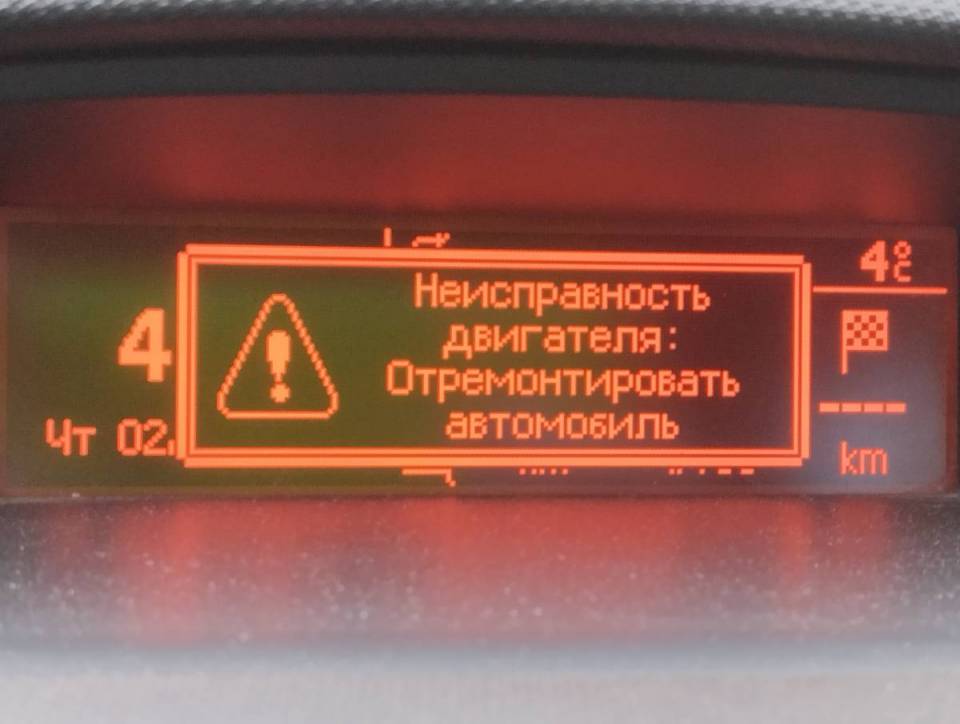 4°C
Неисправность
двигателя:
Отремонтировать
автомобиль
4
Чт 02
----
km